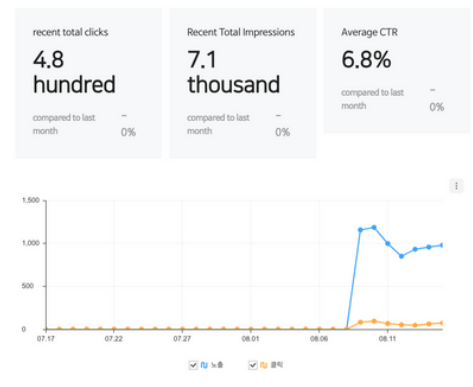 recent total clicks
4.8
hundred
compared to last
month
–
0%
Recent Total Impressions
7.1
thousand
compared to last
month
–
0%
Average CTR
6.8%
compared to last
month
–
0%
1,500
1,000
500
0
07.17 07.22 07.27 08.01 08.06 08.11
노출 클릭